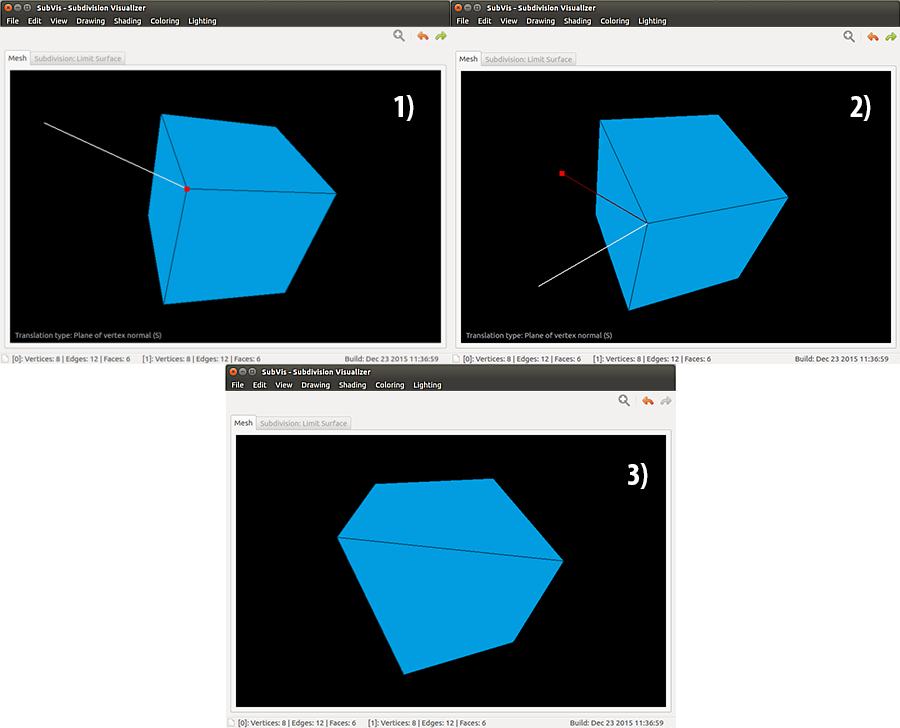 SubVis - Subdivision Visualizer
File Edit View Drawing Shading Coloring Lighting
Mesh Subdivision: Limit Surface
1)
Translation type: Plane of vertex normal (S)
[0]: Vertices: 8 | Edges: 12 | Faces: 6 [1]: Vertices: 8 | Edges: 12 | Faces: 6 Build: Dec 23 2015 11:36:59
SubVis - Subdivision Visualizer
File Edit View Drawing Shading Coloring Lighting
Mesh Subdivision: Limit Surface
2)
Translation type: Plane of vertex normal (S)
[0]: Vertices: 8 | Edges: 12 | Faces: 6 [1]: Vertices: 8 | Edges: 12 | Faces: 6 Build: Dec 23 2015 11:36:59
SubVis - Subdivision Visualizer
File Edit View Drawing Shading Coloring Lighting
Mesh Subdivision: Limit Surface
3)
[0]: Vertices: 8 | Edges: 12 | Faces: 6 [1]: Vertices: 8 | Edges: 12 | Faces: 6 Build: Dec 23 2015 11:36:59